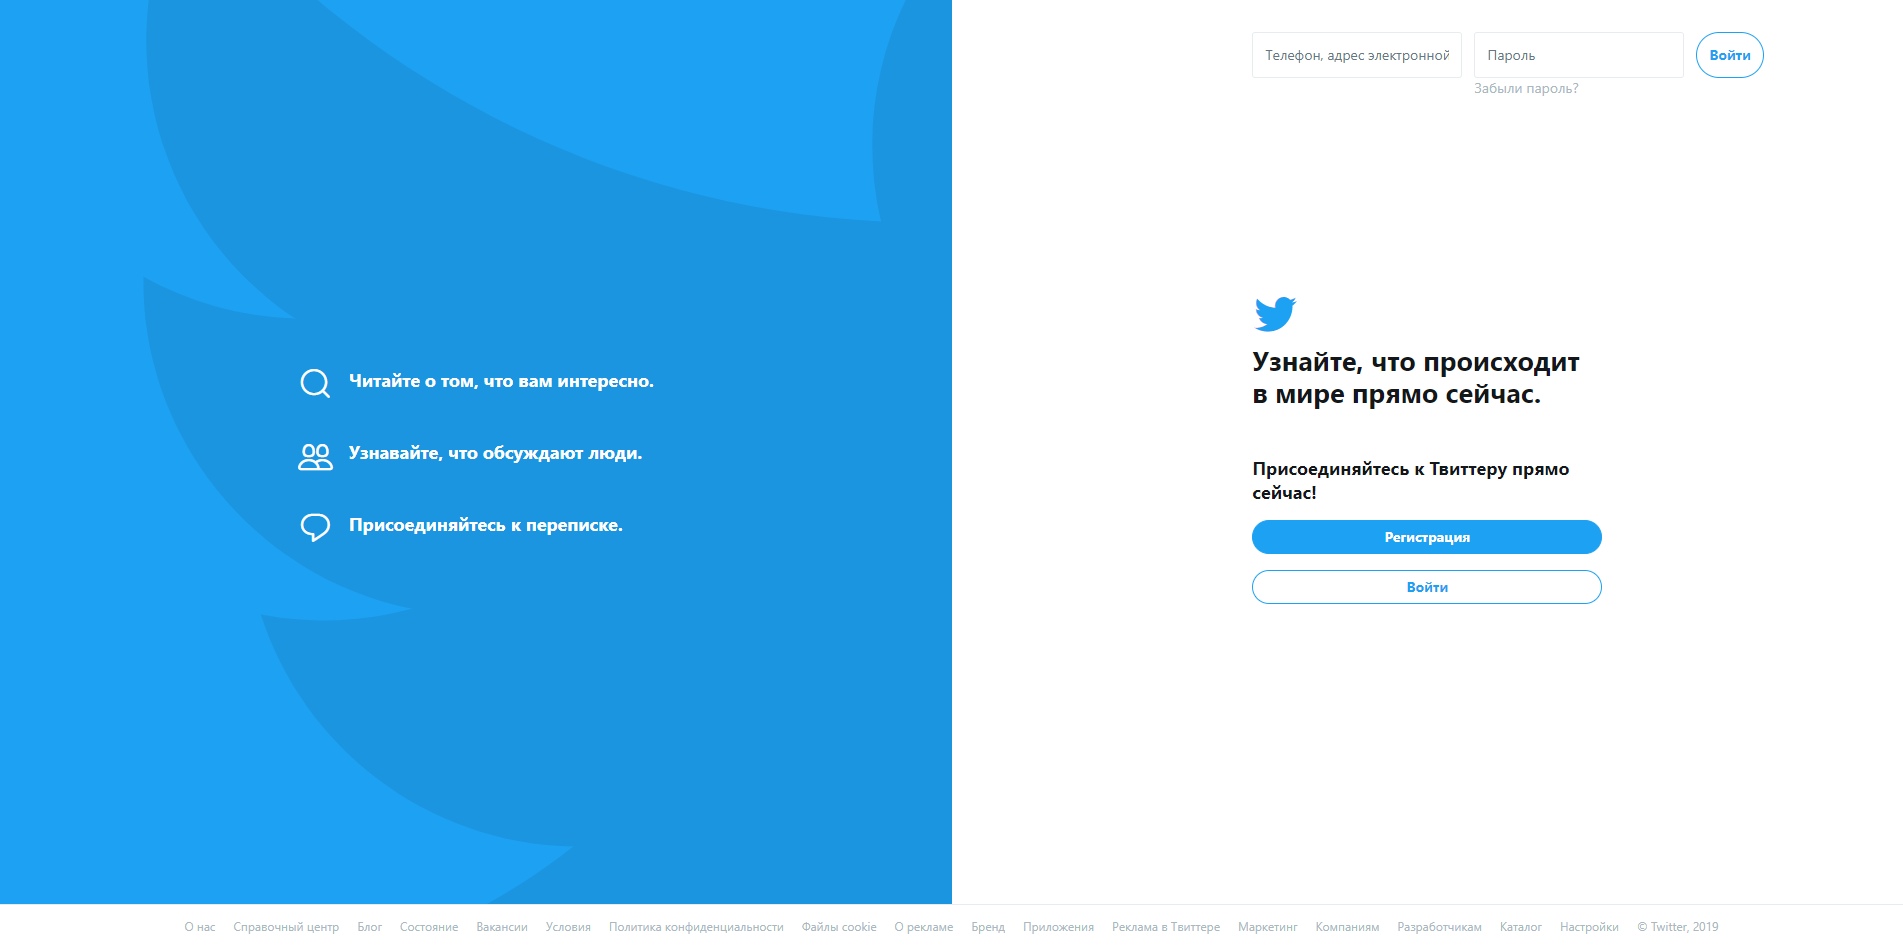 Телефон, адрес электронной
Пароль
Войти
Забыли пароль?
Читайте о том, что вам интересно.
Узнавайте, что обсуждают люди.
Присоединяйтесь к переписке.
Узнайте, что происходит
в мире прямо сейчас.
Присоединяйтесь к Твиттеру прямо
сейчас!
Регистрация
Войти
О нас Справочный центр Блог Состояние Вакансии Условия Политика конфиденциальности Файлы cookie О рекламе Бренд Приложения Реклама в Твиттере Маркетинг Компаниям Разработчикам Каталог Настройки © Twitter, 2019